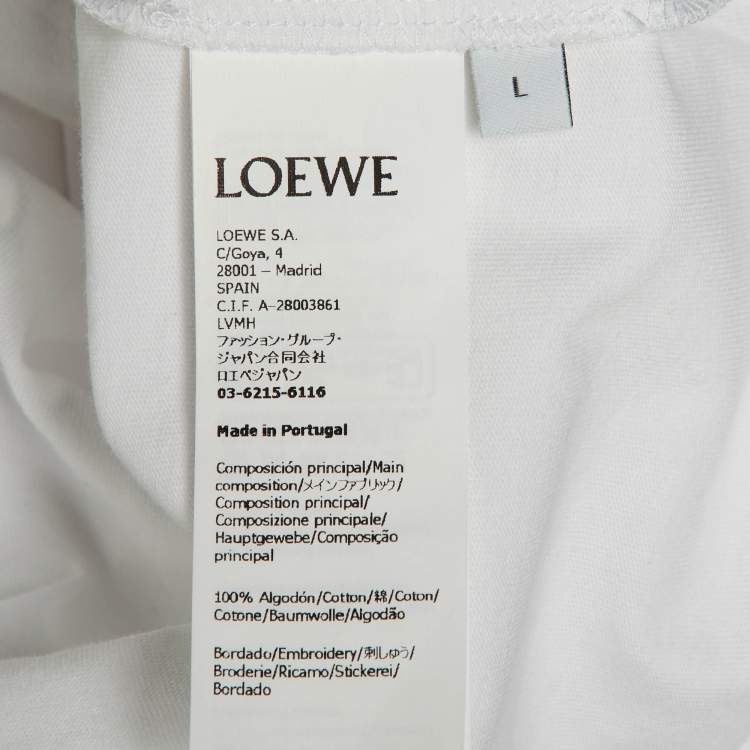 L
LOEWE
LOEWE S.A.
C/Goya, 4
28001 – Madrid
SPAIN
C.I.F. A-28003861
LVMH
ファッション・グループ・
ジャパン合同会社
ロエベジャパン
03-6215-6116
Made in Portugal
Composición principal/Main
composition/メインファブリック/
Composition principal/
Composizione principale/
Hauptgewebe/Composição
principal
100% Algodón/Cotton/綿/Coton/
Cotone/Baumwolle/Algodão
Bordado/Embroidery/刺しゅう/
Broderie/Ricamo/Stickerei/
Bordado